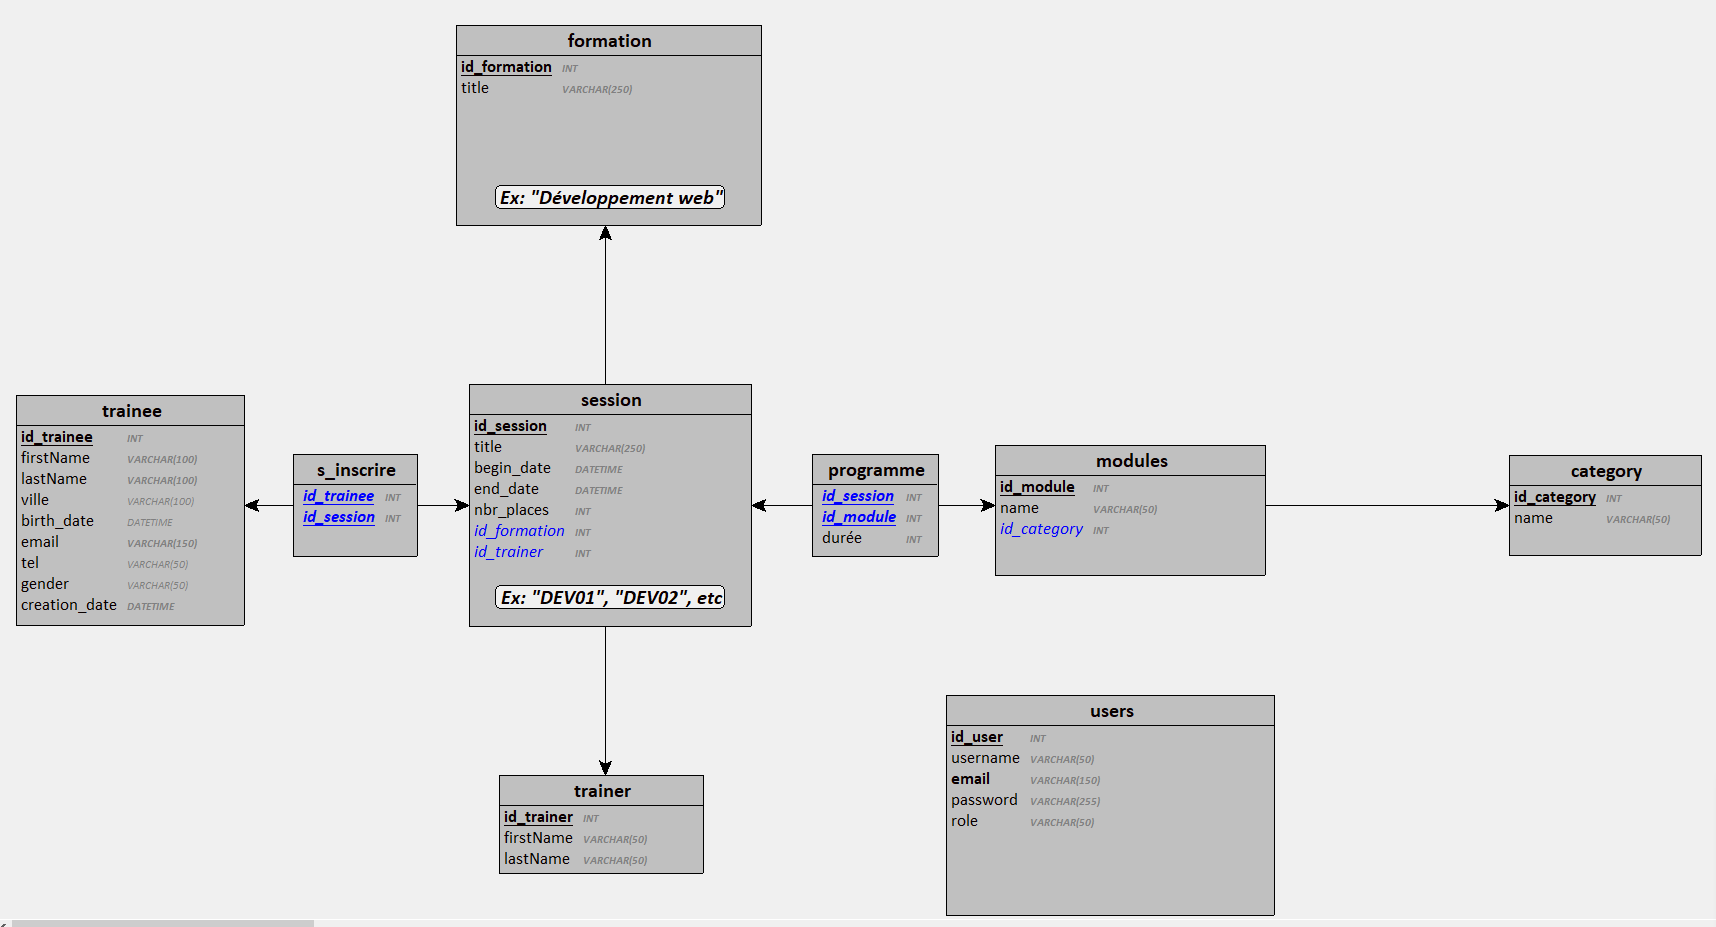 formation
id_formation INT
title VARCHAR(250)
Ex: "Développement web"
trainee
id_trainee INT
firstName VARCHAR(100)
lastName VARCHAR(100)
ville VARCHAR(100)
birth_date DATETIME
email VARCHAR(150)
tel VARCHAR(50)
gender VARCHAR(50)
creation_date DATETIME
s_inscrire
id_trainee INT
id_session INT
session
id_session INT
title VARCHAR(250)
begin_date DATETIME
end_date DATETIME
nbr_places INT
id_formation INT
id_trainer INT
Ex: "DEV01", "DEV02", etc
programme
id_session INT
id_module INT
durée INT
modules
id_module INT
name VARCHAR(50)
id_category INT
category
id_category INT
name VARCHAR(50)
trainer
id_trainer INT
firstName VARCHAR(50)
lastName VARCHAR(50)
users
id_user INT
username VARCHAR(50)
email VARCHAR(150)
password VARCHAR(255)
role VARCHAR(50)